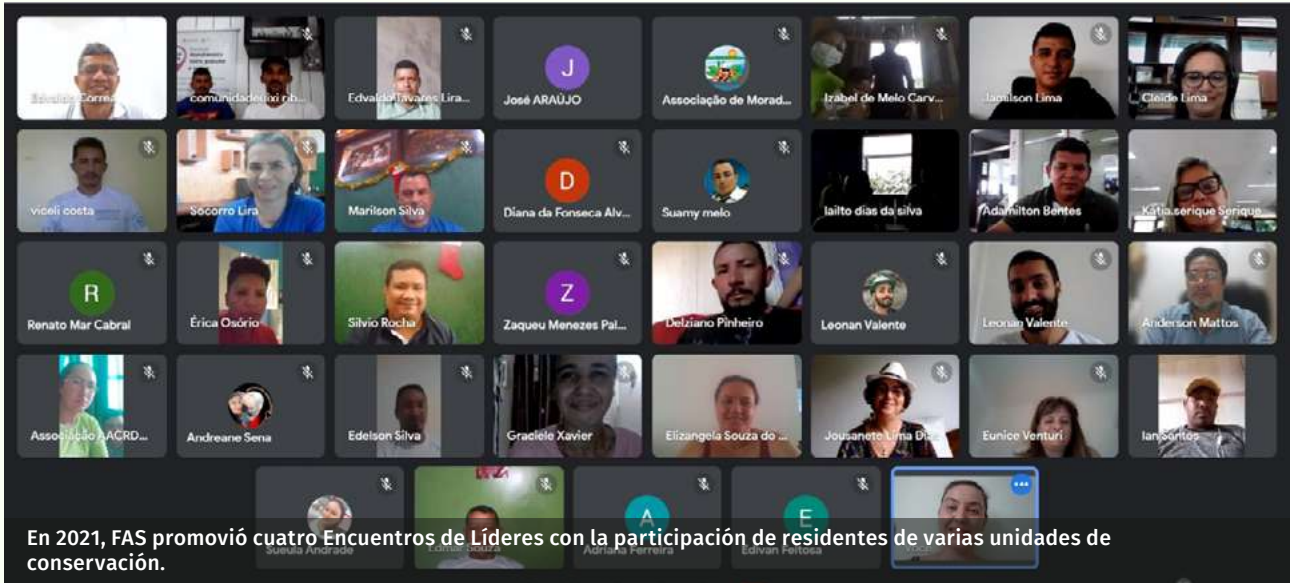 Edvaldo Correa
comunidadeuixi rib...
Edvaldo Tavares Lira...
J
José ARAÚJO
Associação de Morad...
Izabel de Melo Carv...
Jamilson Lima
Cleide Lima
viceli costa
Socorro Lira
Marilson Silva
D
Diana da Fonseca Alv...
Suamy melo
lailto dias da silva
Adamilton Bentes
Katia.serique Serique
R
Renato Mar Cabral
Érica Osório
Silvio Rocha
Z
Zaqueu Menezes Pal...
Delziano Pinheiro
Leonan Valente
Leonan Valente
Anderson Mattos
Associação AACRD...
Andreane Sena
Edelson Silva
Graciele Xavier
Elizangela Souza do ...
Jousanete Lima Dias
Eunice Venturi
Ian Santos
Sueula Andrade
Edmar Souza
A
Adriana Ferreira
E
Edivan Feitosa
Você
En 2021, FAS promovió cuatro Encuentros de Líderes con la participación de residentes de varias unidades de
conservación.